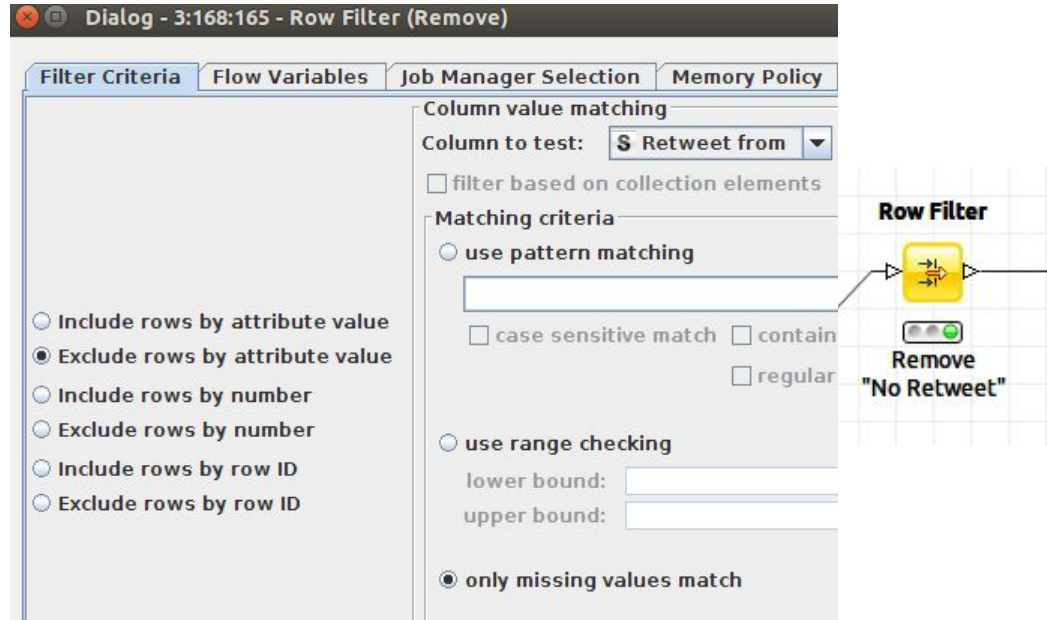 Dialog - 3:168:165 - Row Filter (Remove)
Filter Criteria Flow Variables Job Manager Selection Memory Policy
Include rows by attribute value
Exclude rows by attribute value
Include rows by number
Exclude rows by number
Include rows by row ID
Exclude rows by row ID
Column value matching
Column to test: S Retweet from
filter based on collection elements
Matching criteria
use pattern matching
case sensitive match contain
regular
use range checking
lower bound:
upper bound:
only missing values match
Row Filter
Remove
"No Retweet"